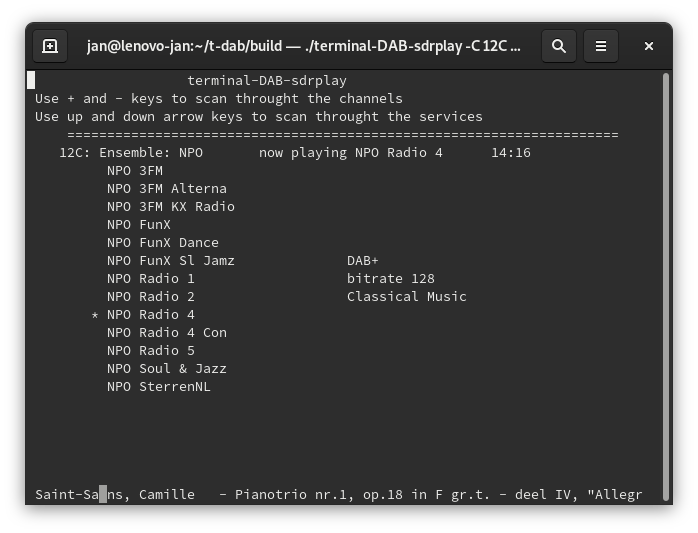 jan@lenovo-jan:~/t-dab/build — ./terminal-DAB-sdrplay -C 12C ...
terminal-DAB-sdrplay
Use + and - keys to scan throught the channels
Use up and down arrow keys to scan throught the services
=====================================================================
12C: Ensemble: NPO now playing NPO Radio 4 14:16
NPO 3FM
NPO 3FM Alterna
NPO 3FM KX Radio
NPO FunX
NPO FunX Dance
NPO FunX Sl Jamz DAB+
NPO Radio 1 bitrate 128
NPO Radio 2 Classical Music
* NPO Radio 4
NPO Radio 4 Con
NPO Radio 5
NPO Soul & Jazz
NPO SterrenNL
Saint-Sa ns, Camille - Pianotrio nr.1, op.18 in F gr.t. - deel IV, "Allegr